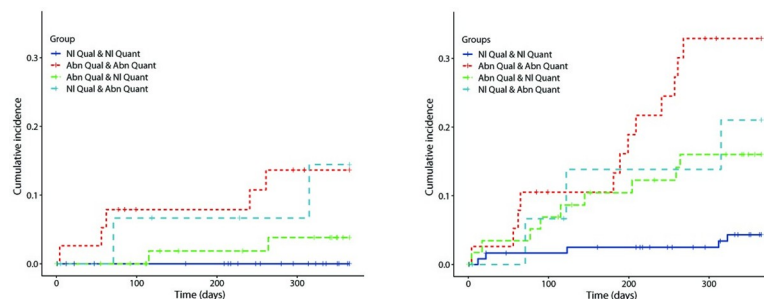 Group
Nl Qual & Nl Quant
Abn Qual & Abn Quant
Abn Qual & Nl Quant
Nl Qual & Abn Quant
Cumulative incidence
0.3
0.2
0.1
0.0
0 100 200 300
Time (days)
Groups
Nl Qual & Nl Quant
Abn Qual & Abn Quant
Abn Qual & Nl Quant
Nl Qual & Abn Quant
Cumulative incidence
0.3
0.2
0.1
0.0
0 100 200 300
Time (days)